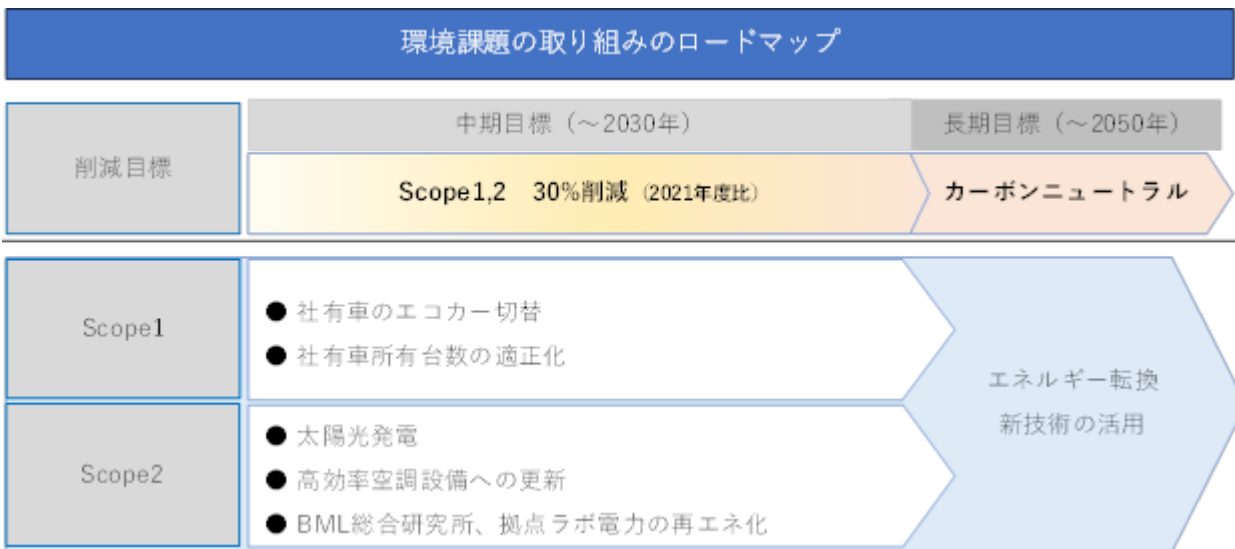 環境課題の取り組みのロードマップ
削減目標
中期目標（～2030年）
長期目標（～2050年）
Scope1,2　30%削減（2021年度比）
カーボンニュートラル
Scope1
● 社有車のエコカー切替
● 社有車所有台数の適正化
Scope2
● 太陽光発電
● 高効率空調設備への更新
● BML総合研究所、拠点ラボ電力の再エネ化
エネルギー転換
新技術の活用